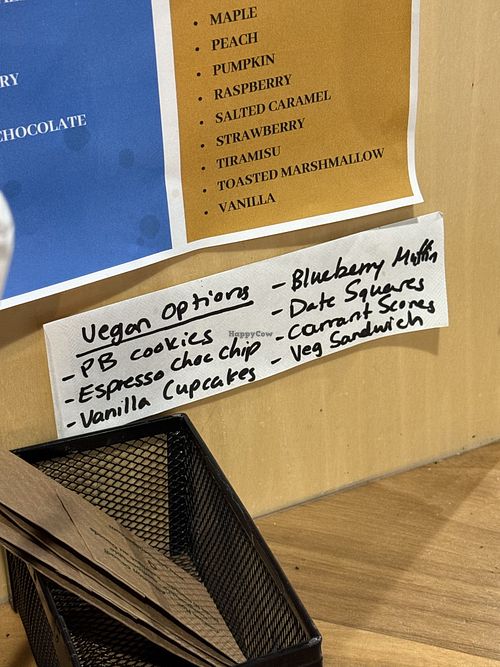 RY
CHOCOLATE
• MAPLE
• PEACH
• PUMPKIN
• RASPBERRY
• SALTED CARAMEL
• STRAWBERRY
• TIRAMISU
• TOASTED MARSHMALLOW
• VANILLA
Vegan Options
- PB Cookies
- Espresso Choc Chip
- Vanilla Cupcakes
- Blueberry Muffin
- Date Squares
- Currant Scones
- Veg Sandwich
HappyCow